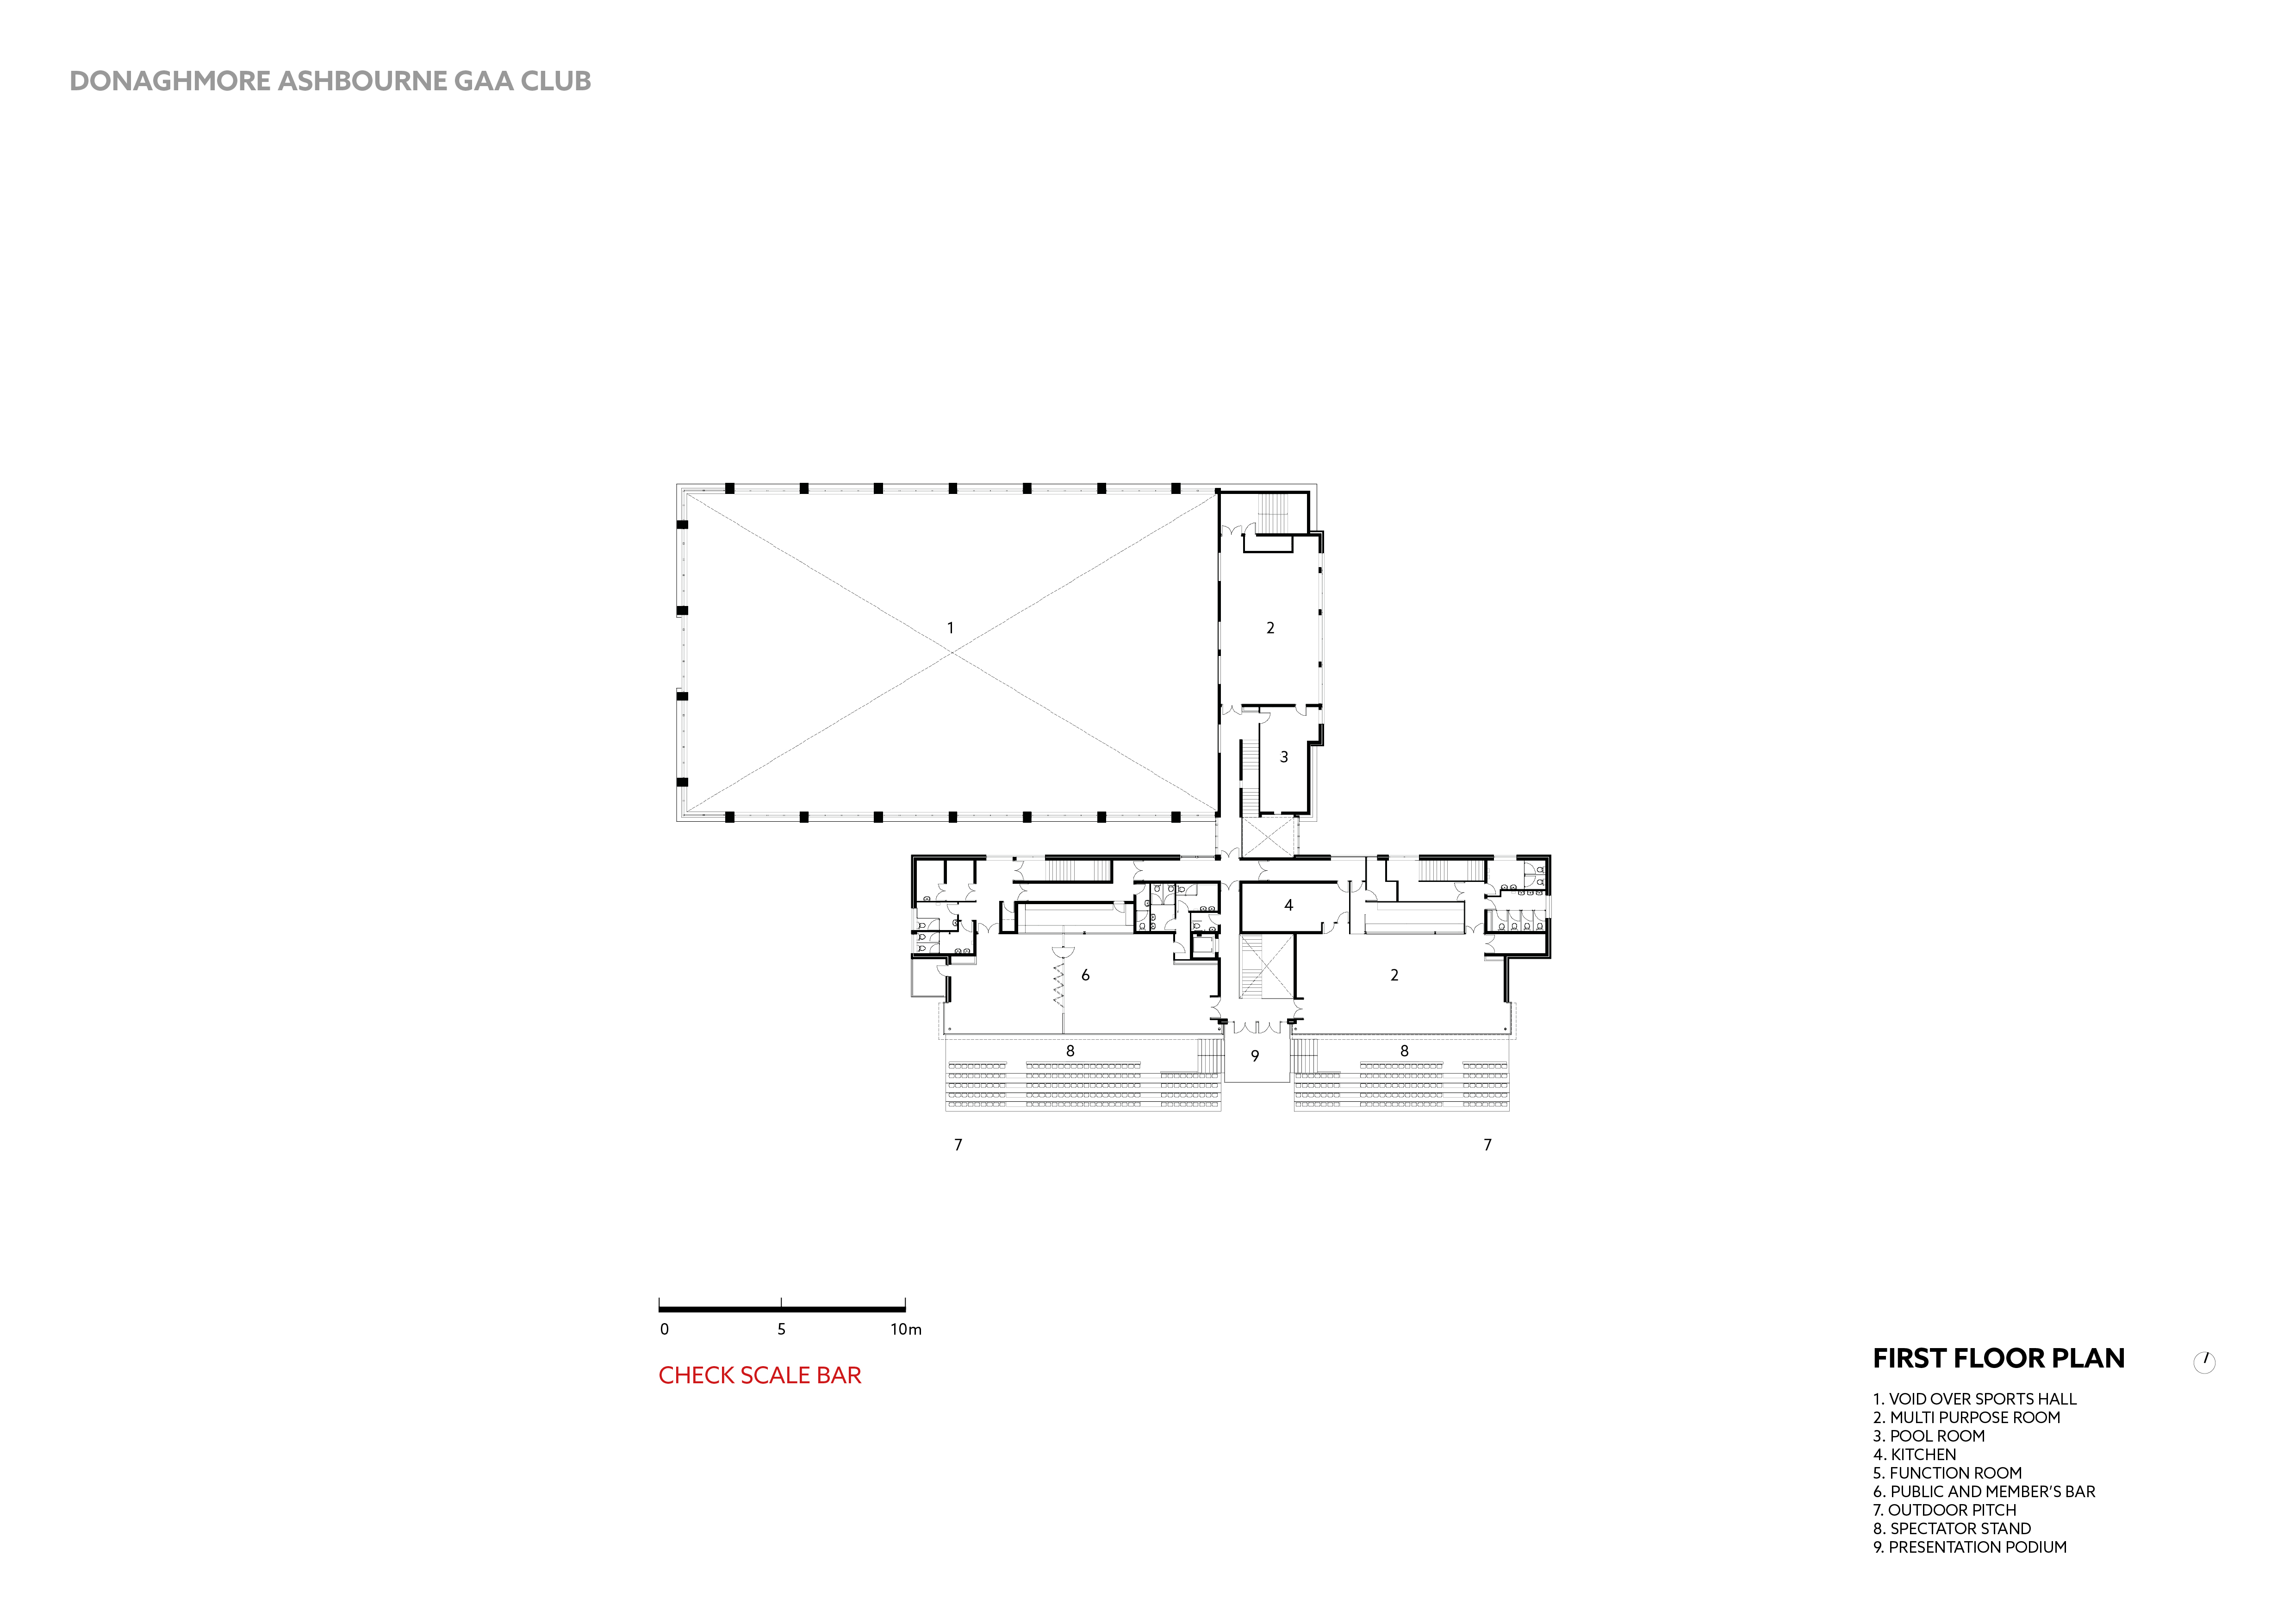 DONAGHMORE ASHBOURNE GAA CLUB
1
2
3
4
6
2
8
9
8
7
7
0 5 10m
CHECK SCALE BAR
FIRST FLOOR PLAN
1. VOID OVER SPORTS HALL
2. MULTI PURPOSE ROOM
3. POOL ROOM
4. KITCHEN
5. FUNCTION ROOM
6. PUBLIC AND MEMBER'S BAR
7. OUTDOOR PITCH
8. SPECTATOR STAND
9. PRESENTATION PODIUM